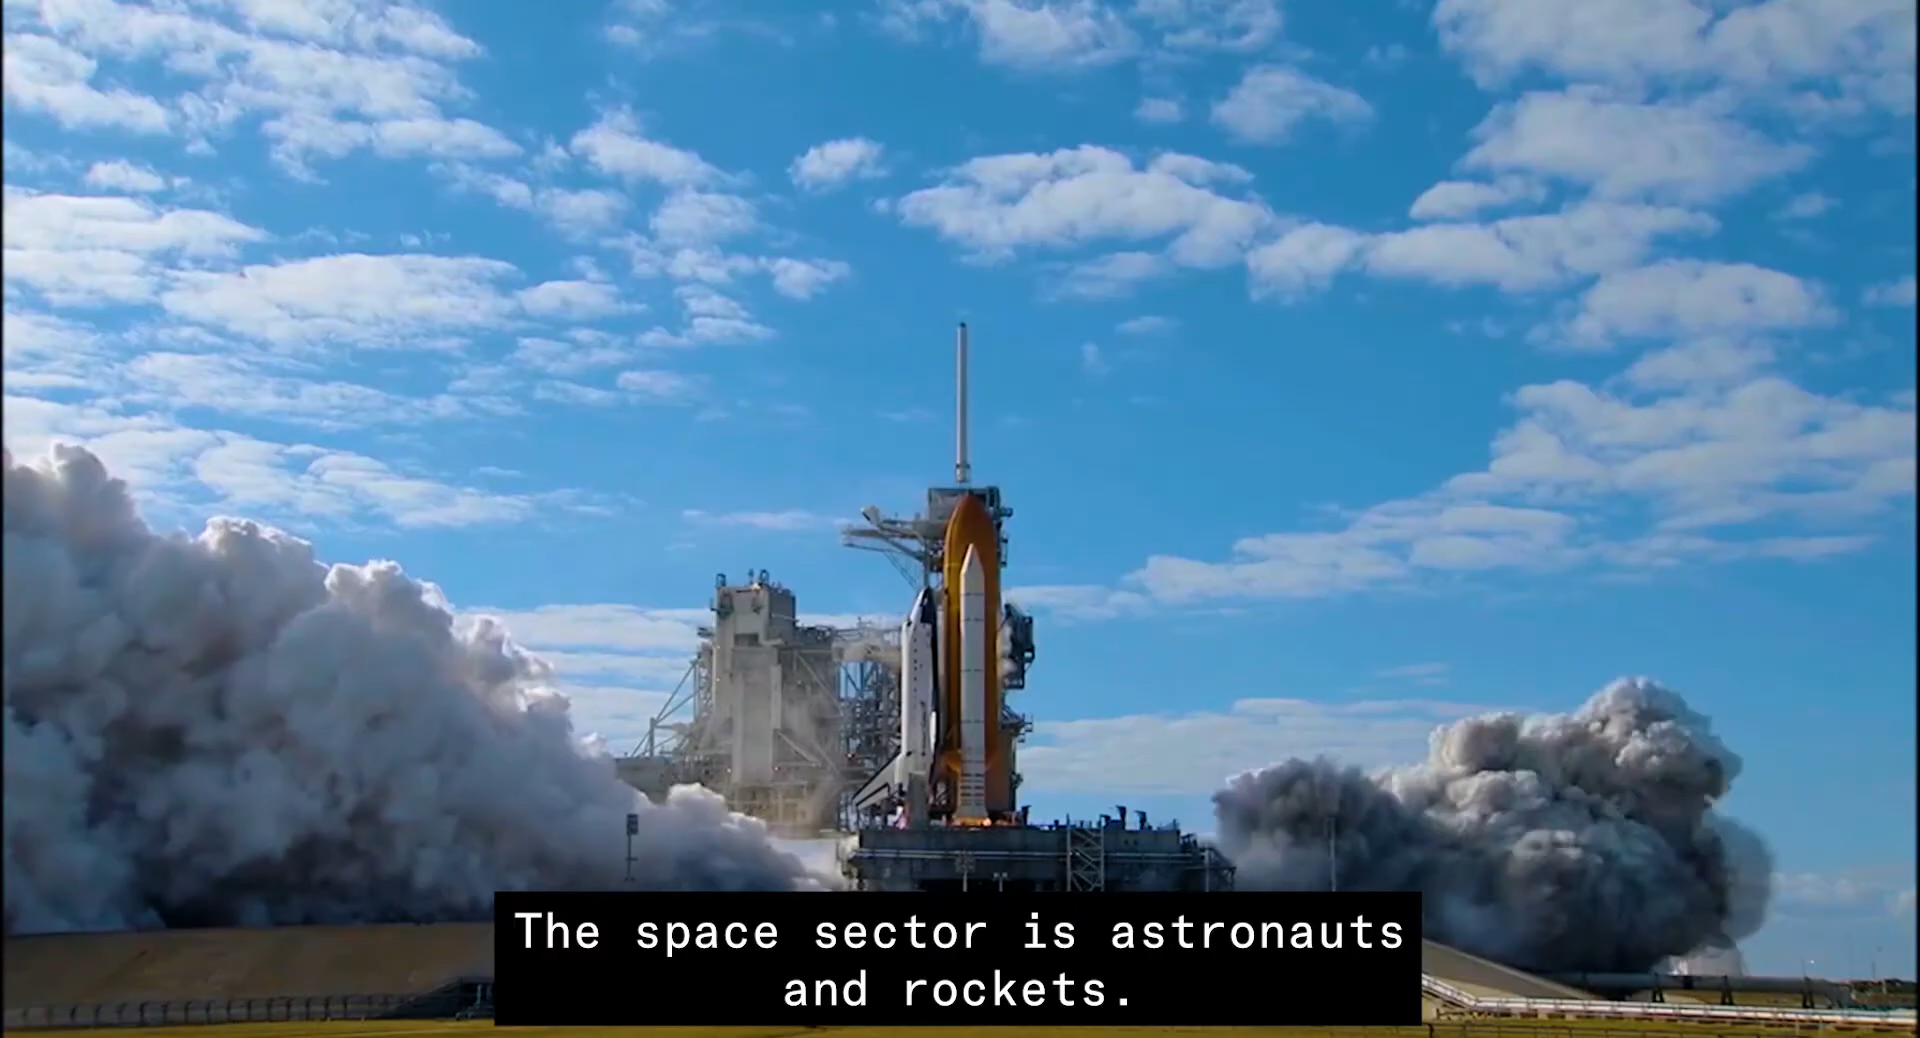 The space sector is astronauts
and rockets.